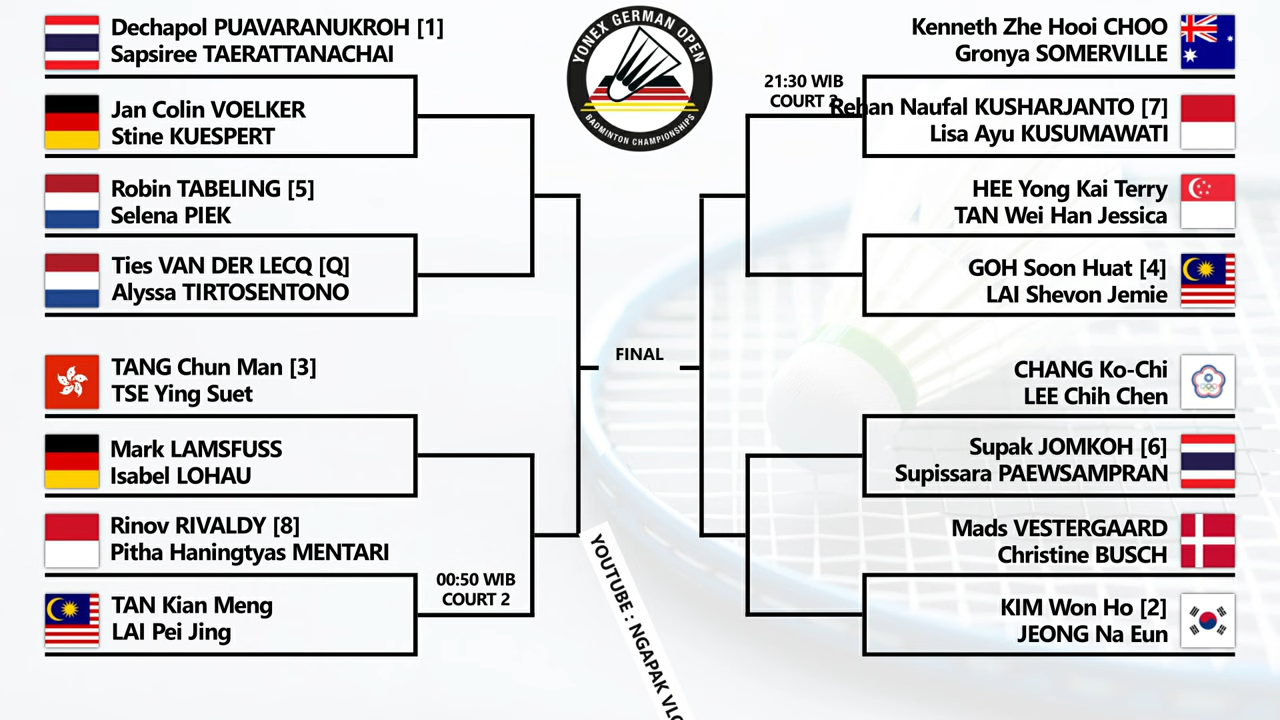 Dechapol PUAVARANUKROH [1]
Sapsiree TAERATTANACHAI
Jan Colin VOELKER
Stine KUESPERT
Robin TABELING [5]
Selena PIEK
Ties VAN DER LECQ [Q]
Alyssa TIRTOSENTONO
TANG Chun Man [3]
TSE Ying Suet
Mark LAMSFUSS
Isabel LOHAU
Rinov RIVALDY [8]
Pitha Haningtyas MENTARI
TAN Kian Meng
LAI Pei Jing
00:50 WIB
COURT 2
YONEX GERMAN OPEN
BADMINTON CHAMPIONSHIPS
FINAL
YOUTUBE : NGAPAK
21:30 WIB
COURT 2
Kenneth Zhe Hooi CHOO
Gronya SOMERVILLE
Rehan Naufal KUSHARJANTO [7]
Lisa Ayu KUSUMAWATI
HEE Yong Kai Terry
TAN Wei Han Jessica
GOH Soon Huat [4]
LAI Shevon Jemie
CHANG Ko-Chi
LEE Chih Chen
Supak JOMKOH [6]
Supissara PAEWSAMPRAN
Mads VESTERGAARD
Christine BUSCH
KIM Won Ho [2]
JEONG Na Eun